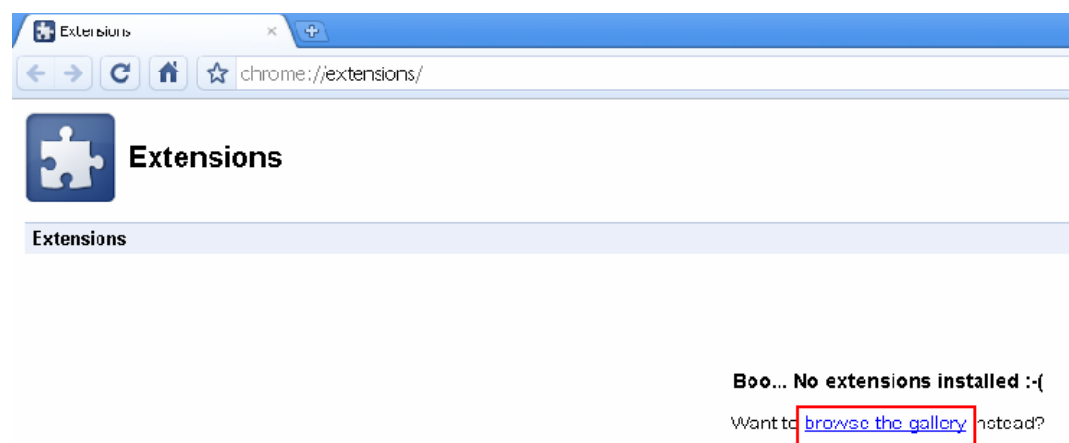 Extensions
chrome://extensions/
Extensions
Extensions
Boo... No extensions installed :-(
Want to browse the gallery instead?